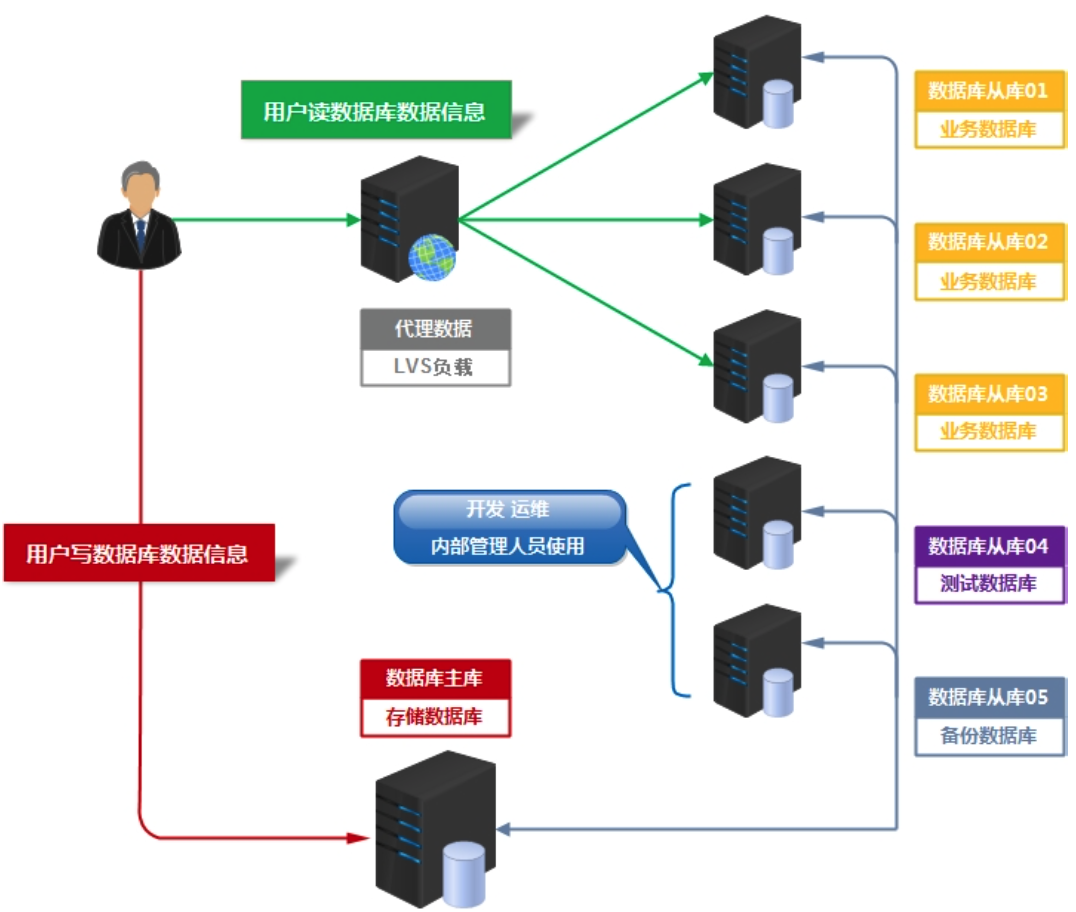 用户读数据库数据信息
代理数据
LVS负载
数据库从库01
业务数据库
数据库从库02
业务数据库
数据库从库03
业务数据库
开发 运维
内部管理人员使用
数据库从库04
测试数据库
用户写数据库数据信息
数据库从库05
备份数据库
数据库主库
存储数据库